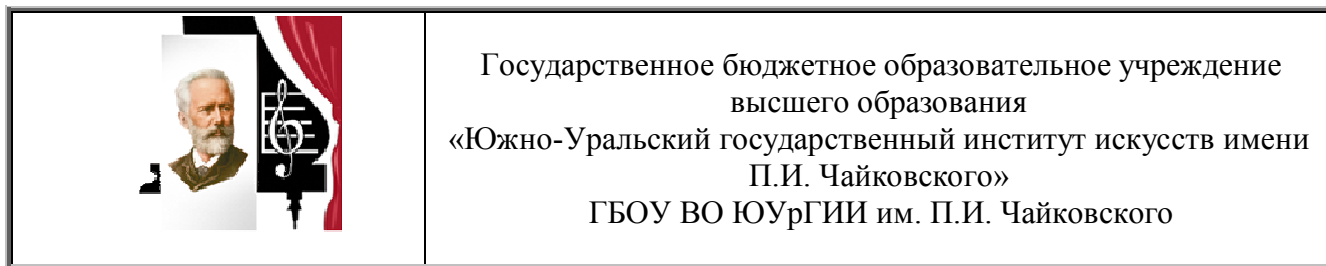 Государственное бюджетное образовательное учреждение
высшего образования
«Южно-Уральский государственный институт искусств имени
П.И. Чайковского»
ГБОУ ВО ЮУрГИИ им. П.И. Чайковского